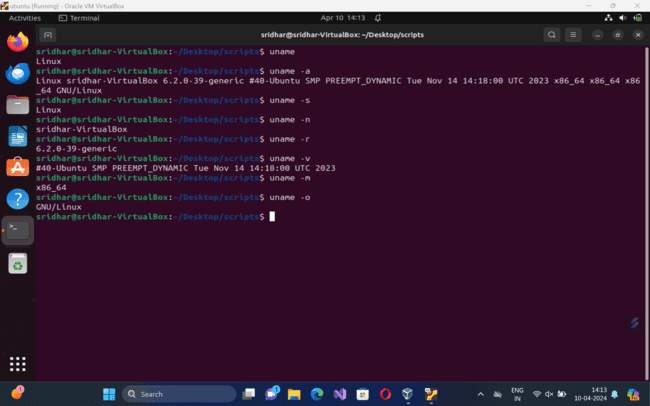 ubuntu [Running] - Oracle VM VirtualBox
Activities
Terminal
Apr 10 14:13
sridhar@sridhar-VirtualBox: ~/Desktop/scripts
sridhar@sridhar-VirtualBox:~/Desktop/scripts$ uname
Linux
sridhar@sridhar-VirtualBox:~/Desktop/scripts$ uname -a
Linux sridhar-VirtualBox 6.2.0-39-generic #40-Ubuntu SMP PREEMPT_DYNAMIC Tue Nov 14 14:18:00 UTC 2023 x86_64 x86_64 x86
_64 GNU/Linux
sridhar@sridhar-VirtualBox:~/Desktop/scripts$ uname -s
Linux
sridhar@sridhar-VirtualBox:~/Desktop/scripts$ uname -n
sridhar-VirtualBox
sridhar@sridhar-VirtualBox:~/Desktop/scripts$ uname -r
6.2.0-39-generic
sridhar@sridhar-VirtualBox:~/Desktop/scripts$ uname -v
#40-Ubuntu SMP PREEMPT_DYNAMIC Tue Nov 14 14:18:00 UTC 2023
sridhar@sridhar-VirtualBox:~/Desktop/scripts$ uname -m
x86_64
sridhar@sridhar-VirtualBox:~/Desktop/scripts$ uname -o
GNU/Linux
sridhar@sridhar-VirtualBox:~/Desktop/scripts$
Search
ENG
IN
14:13
10-04-2024